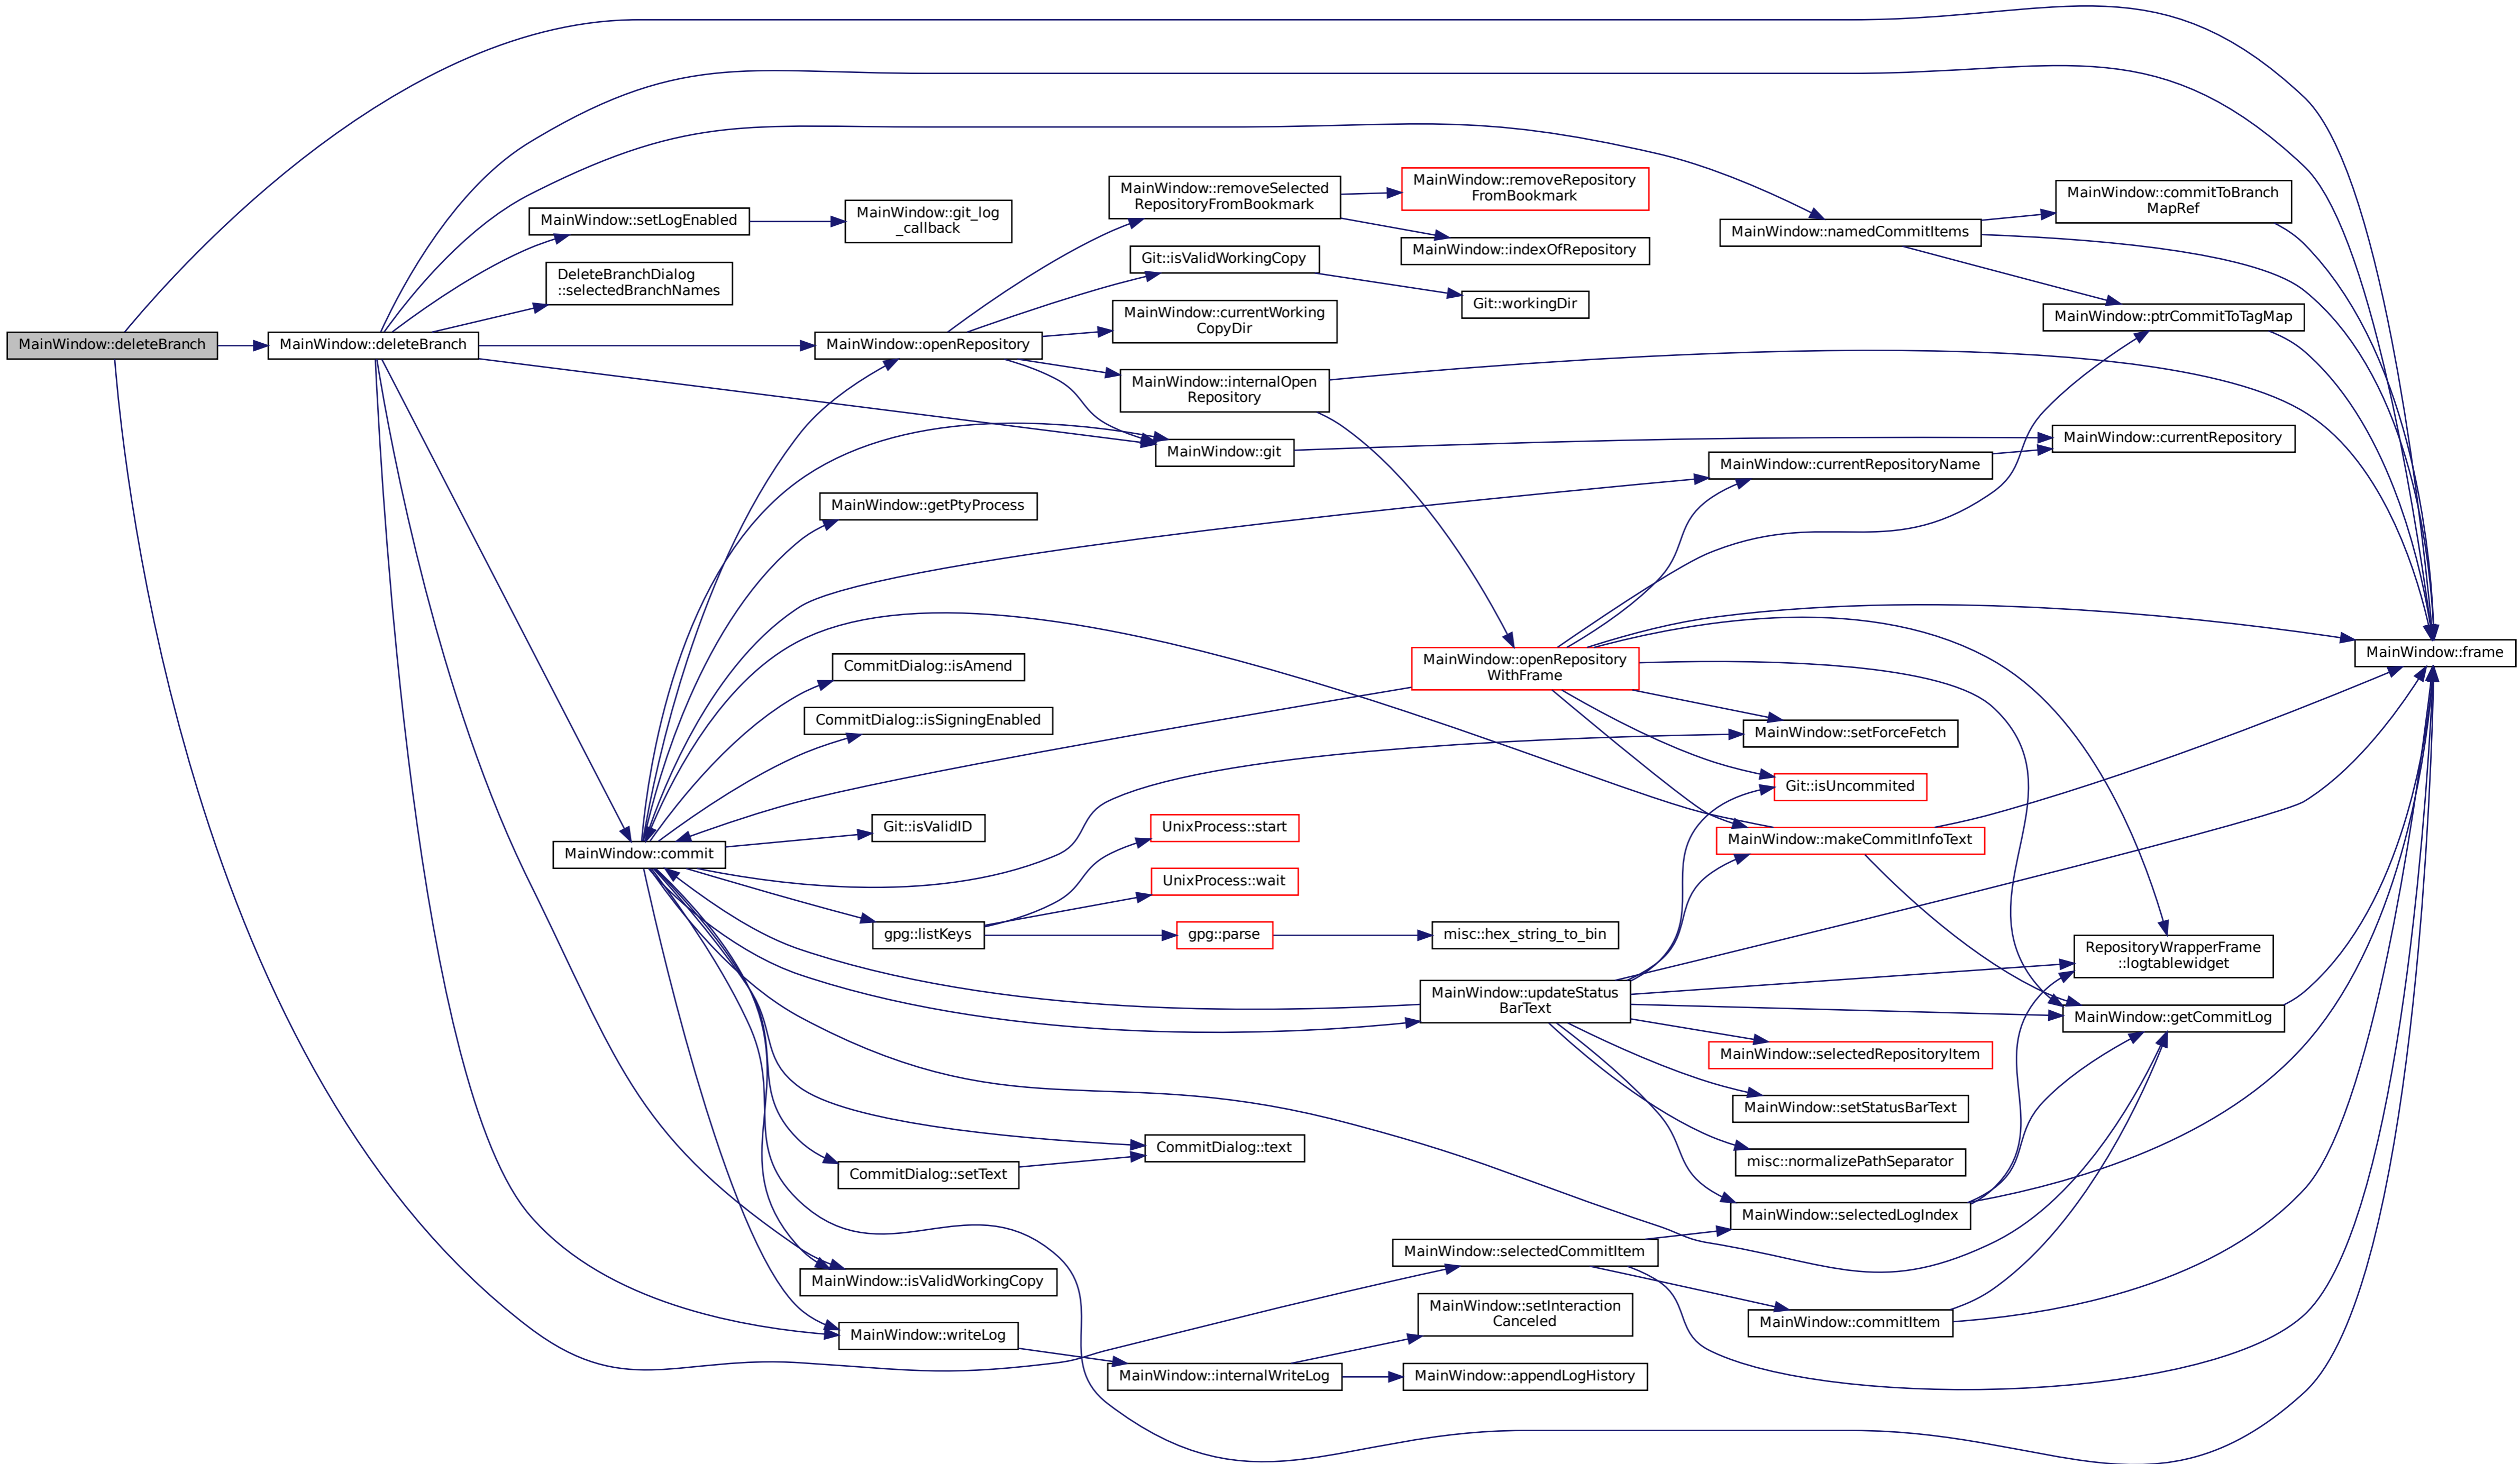 MainWindow::deleteBranch
MainWindow::deleteBranch
MainWindow::setLogEnabled
DeleteBranchDialog
::selectedBranchNames
MainWindow::commit
MainWindow::git_log
_callback
MainWindow::openRepository
MainWindow::getPtyProcess
CommitDialog::isAmend
CommitDialog::isSigningEnabled
Git::isValidID
gpg::listKeys
CommitDialog::setText
MainWindow::isValidWorkingCopy
MainWindow::writeLog
MainWindow::removeSelected
RepositoryFromBookmark
Git::isValidWorkingCopy
MainWindow::currentWorking
CopyDir
MainWindow::internalOpen
Repository
MainWindow::git
UnixProcess::start
UnixProcess::wait
gpg::parse
CommitDialog::text
MainWindow::internalWriteLog
MainWindow::removeRepository
FromBookmark
MainWindow::indexOfRepository
Git::workingDir
MainWindow::openRepository
WithFrame
misc::hex_string_to_bin
MainWindow::updateStatus
BarText
MainWindow::selectedCommitItem
MainWindow::setInteraction
Canceled
MainWindow::appendLogHistory
MainWindow::namedCommitItems
MainWindow::currentRepositoryName
MainWindow::setForceFetch
Git::isUncommited
MainWindow::makeCommitInfoText
MainWindow::selectedRepositoryItem
MainWindow::setStatusBarText
misc::normalizePathSeparator
MainWindow::selectedLogIndex
MainWindow::commitItem
MainWindow::commitToBranch
MapRef
MainWindow::ptrCommitToTagMap
MainWindow::currentRepository
RepositoryWrapperFrame
::logtablewidget
MainWindow::getCommitLog
MainWindow::frame